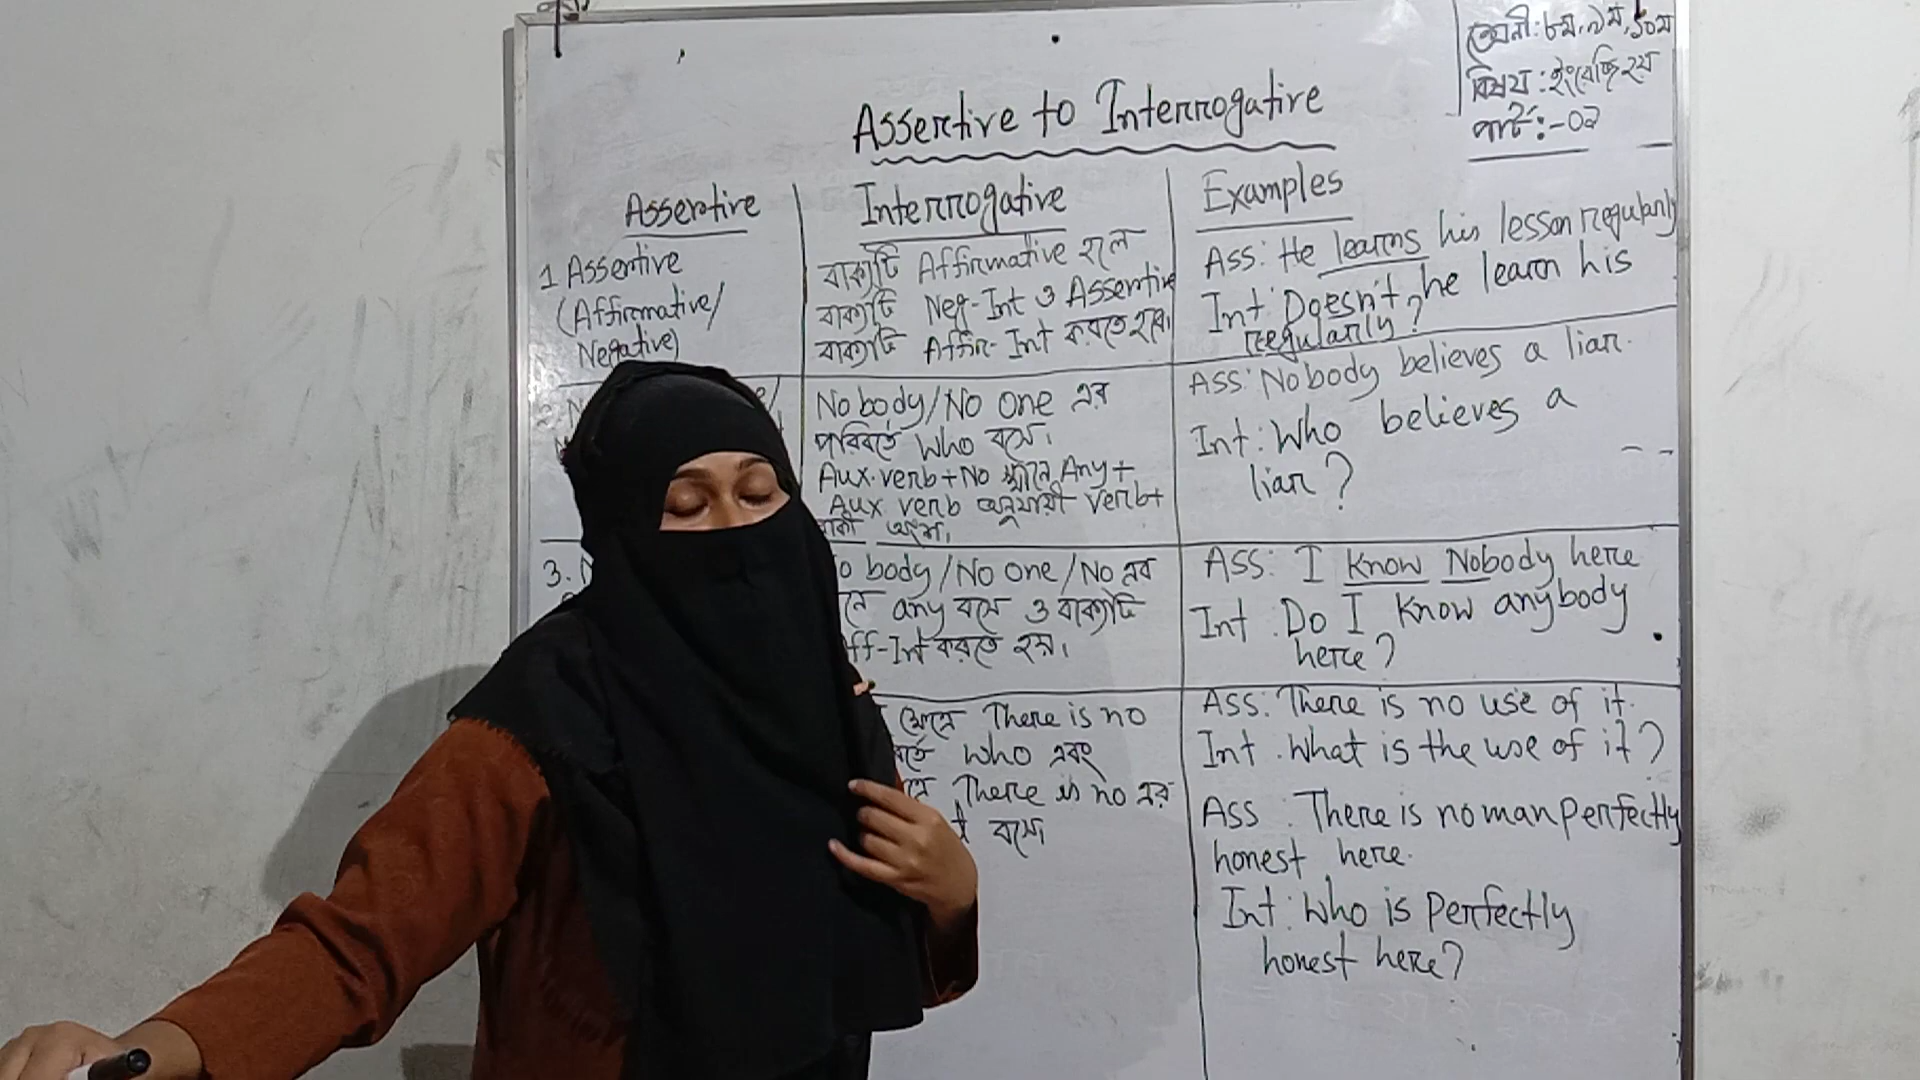 শ্রেণী: ৮ম, ৯ম, ১০ম
বিষয় : ইংরেজি ২য়
পার্ট :-০২
Assertive to Interrogative
Assertive
1 Assertive
(Affirmative/
Negative)
3.
Interrogative
বাক্যটি Affirmative হলে
বাক্যটি Neg-Int ও Assertive
বাক্যটি Affir-Int করতে হবে।
No body/No one এর
পরিবর্তে Who বসে।
Aux. verb+No স্থানে Any+
Aux verb অনুযায়ী verb+
বাকী অংশ।
body/No one/No এর
any বসে ও বাক্যটি
ff-Int করতে হয়।
ক্ষেত্রে There is no
Who এবং
There is no এর
বসে।
Examples
Ass: He learns his lesson regularly
Int: Doesn't he learn his
regularly?
Ass: Nobody believes a liar.
Int: Who believes a
liar?
Ass: I know Nobody here
Int. Do I know anybody
here?
Ass: There is no use of it.
Int. What is the use of it?
Ass: There is no man perfectly
honest here.
Int: Who is perfectly
honest here?